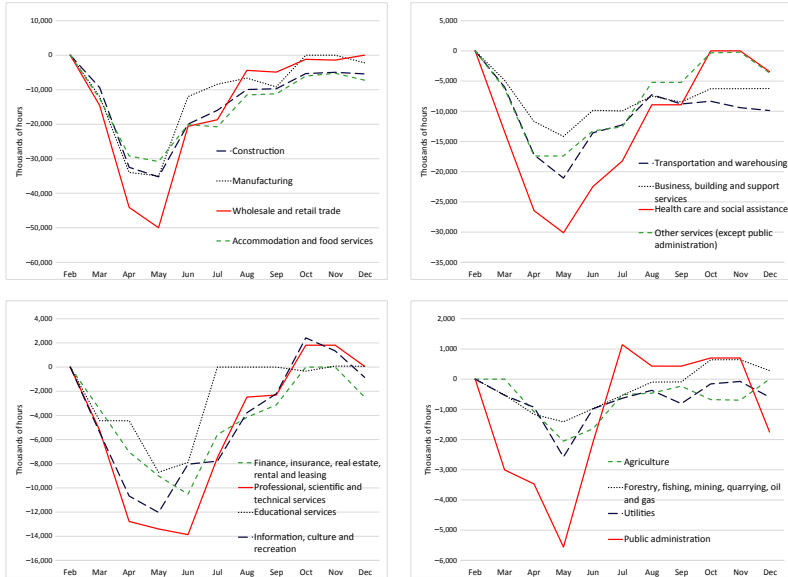 10,000
0
−10,000
−20,000
−30,000
−40,000
−50,000
−60,000
Thousands of hours
Construction
Manufacturing
Wholesale and retail trade
Accommodation and food services
Feb Mar Apr May Jun Jul Aug Sep Oct Nov Dec
5,000
0
−5,000
−10,000
−15,000
−20,000
−25,000
−30,000
−35,000
Thousands of hours
Transportation and warehousing
Business, building and support
services
Health care and social assistance
Other services (except public
administration)
Feb Mar Apr May Jun Jul Aug Sep Oct Nov Dec
4,000
2,000
0
−2,000
−4,000
−6,000
−8,000
−10,000
−12,000
−14,000
−16,000
Thousands of hours
Finance, insurance, real estate,
rental and leasing
Professional, scientific and
technical services
Educational services
Information, culture and
recreation
Feb Mar Apr May Jun Jul Aug Sep Oct Nov Dec
2,000
1,000
0
−1,000
−2,000
−3,000
−4,000
−5,000
−6,000
Thousands of hours
Agriculture
Forestry, fishing, mining, quarrying, oil
and gas
Utilities
Public administration
Feb Mar Apr May Jun Jul Aug Sep Oct Nov Dec